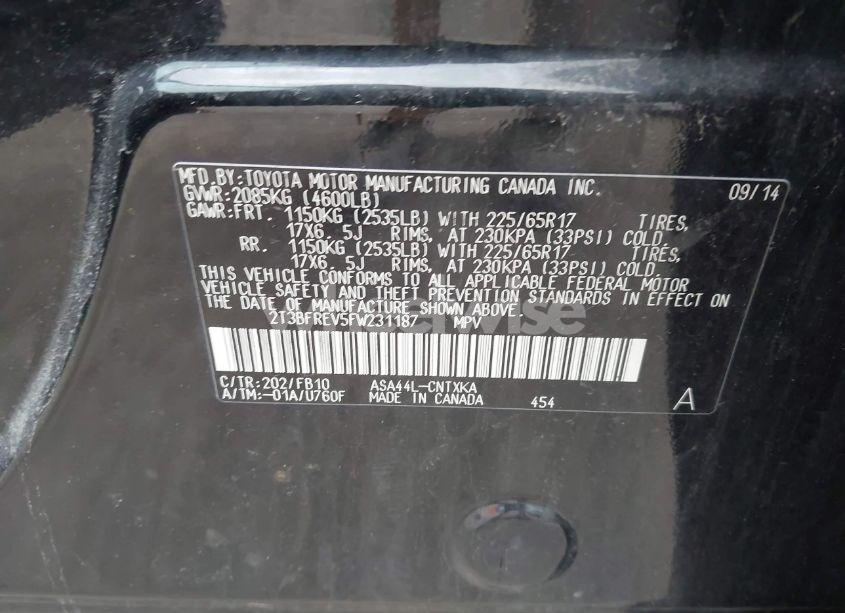 MFD.BY:TOYOTA MOTOR MANUFACTURING CANADA INC. 09/14
GVWR:2085KG (4600LB)
GAWR:FRT. 1150KG (2535LB) WITH 225/65R17 TIRES,
17X6. 5J RIMS, AT 230KPA (33PSI) COLD.
RR. 1150KG (2535LB) WITH 225/65R17 TIRES,
17X6. 5J RIMS, AT 230KPA (33PSI) COLD.
THIS VEHICLE CONFORMS TO ALL APPLICABLE FEDERAL MOTOR
VEHICLE SAFETY AND THEFT PREVENTION STANDARDS IN EFFECT ON
THE DATE OF MANUFACTURE SHOWN ABOVE.
2T3BFREV5FW231187 MPV
C/TR:202/FB10 ASA44L-CNTXKA
A/TM:-01A/U760F MADE IN CANADA 454 A